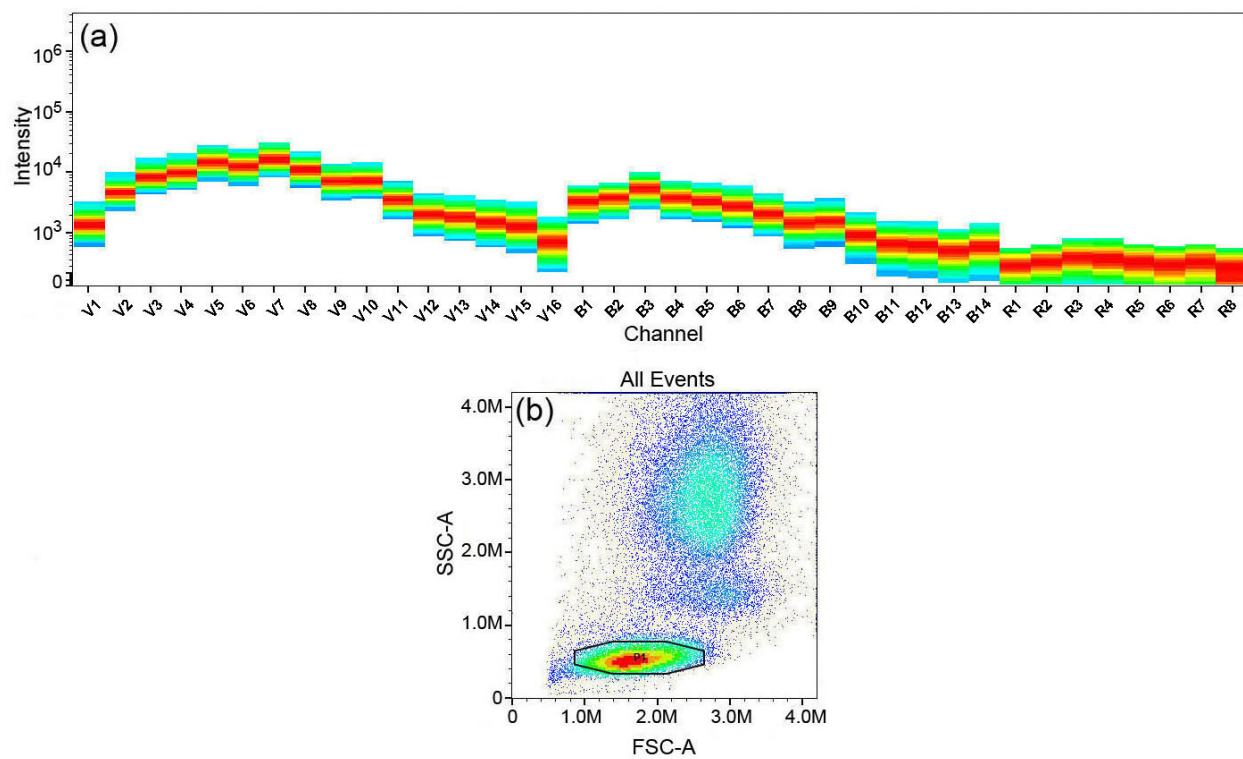 (a)
Intensity
10^6
10^5
10^4
10^3
0
V1 V2 V3 V4 V5 V6 V7 V8 V9 V10 V11 V12 V13 V14 V15 V16 B1 B2 B3 B4 B5 B6 B7 B8 B9 B10 B11 B12 B13 B14 R1 R2 R3 R4 R5 R6 R7 R8
Channel
All Events
(b)
SSC-A
4.0M
3.0M
2.0M
1.0M
0
P1
0 1.0M 2.0M 3.0M 4.0M
FSC-A